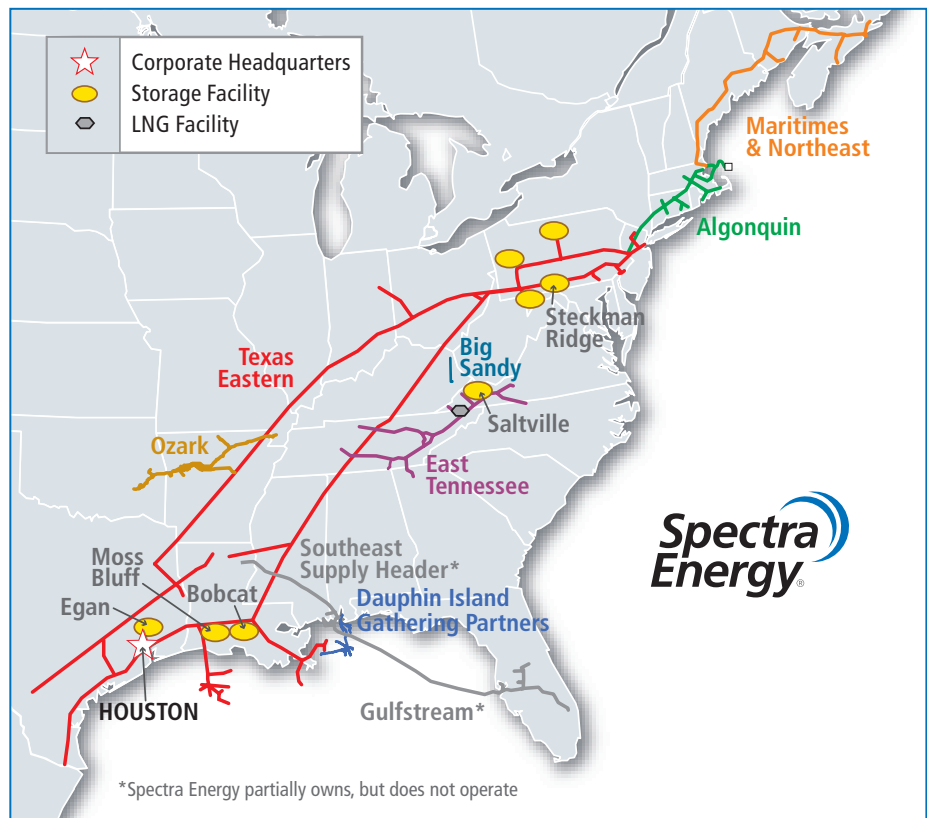 Corporate Headquarters
Storage Facility
LNG Facility
Maritimes
& Northeast
Algonquin
Steckman
Ridge
Big
Sandy
Texas
Eastern
Saltville
Ozark
East
Tennessee
Spectra
Energy®
Southeast
Supply Header*
Moss
Bluff
Bobcat
Egan
Dauphin Island
Gathering Partners
HOUSTON
Gulfstream*
*Spectra Energy partially owns, but does not operate